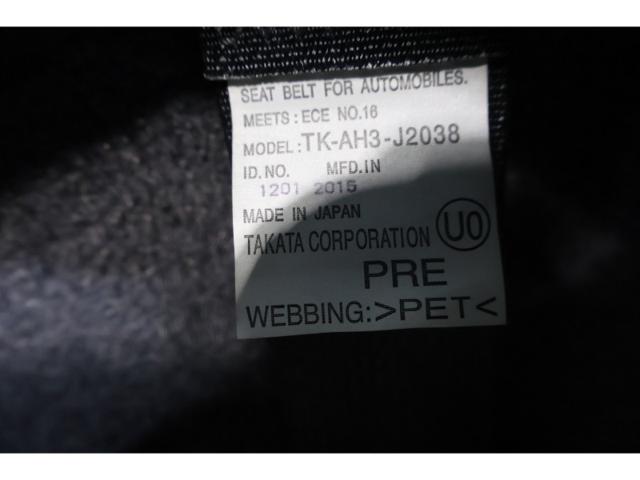 SEAT BELT FOR AUTOMOBILES.
MEETS : ECE NO.16
MODEL: TK-AH3-J2038
ID.NO. MFD.IN
1201 2015
MADE IN JAPAN
TAKATA CORPORATION U0
PRE
WEBBING:>PET<